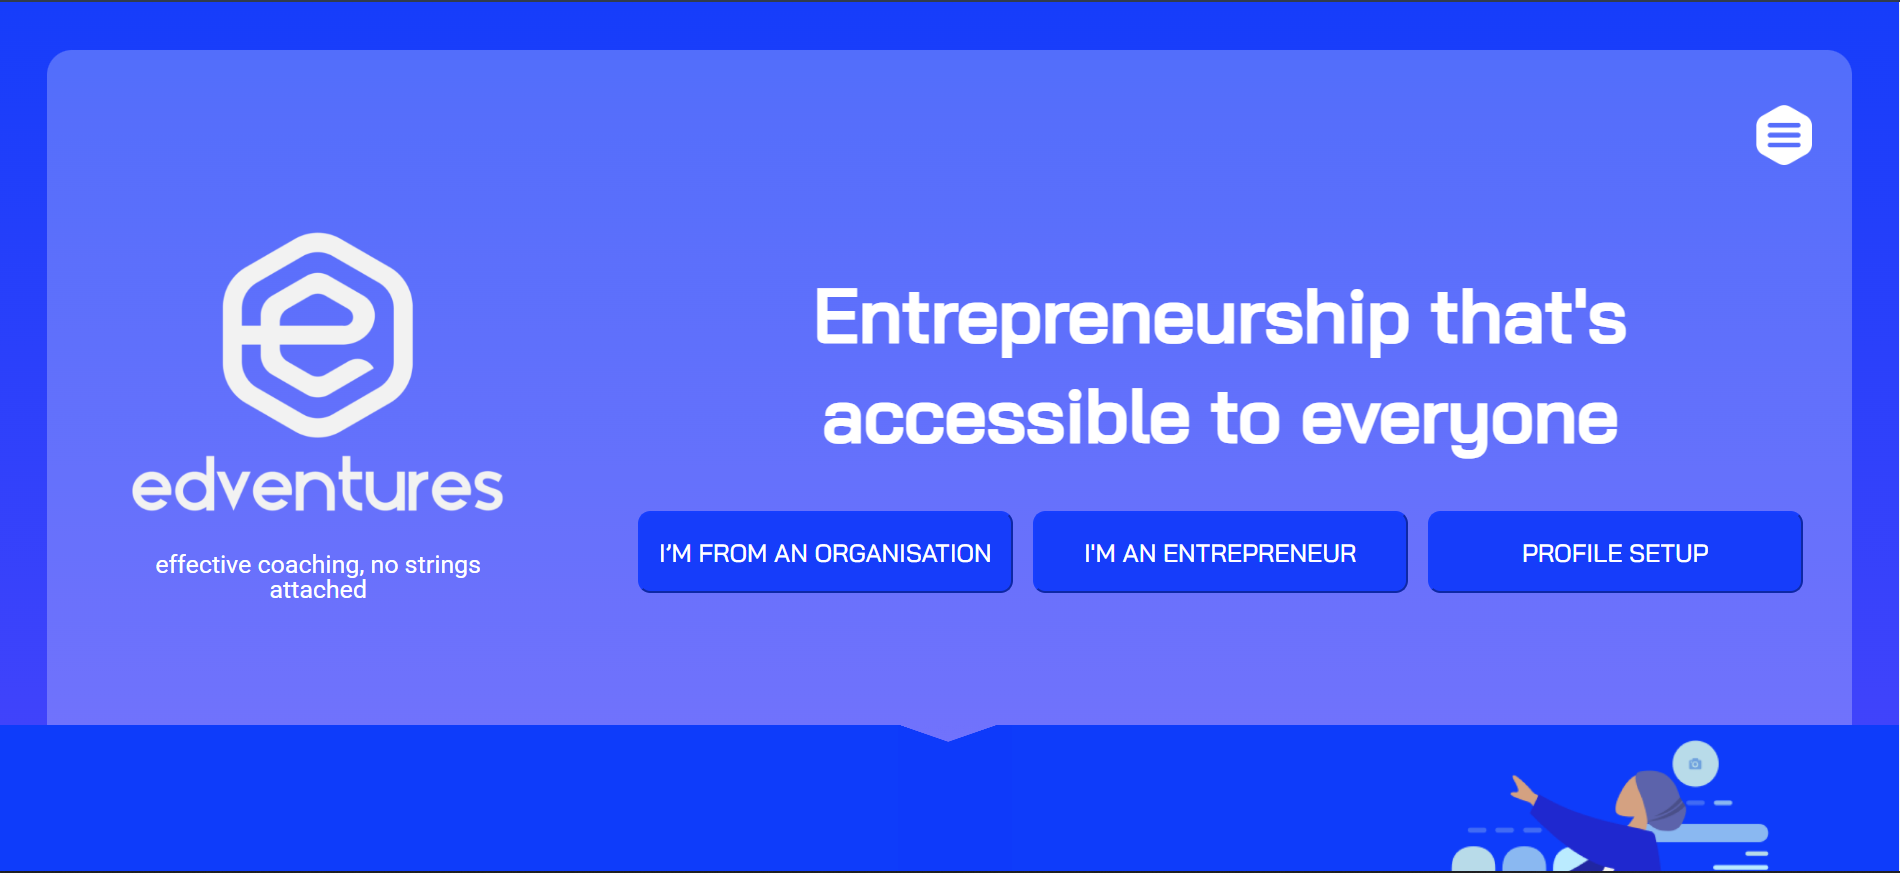 edventures
effective coaching, no strings
attached
Entrepreneurship that's
accessible to everyone
I’M FROM AN ORGANISATION
I'M AN ENTREPRENEUR
PROFILE SETUP